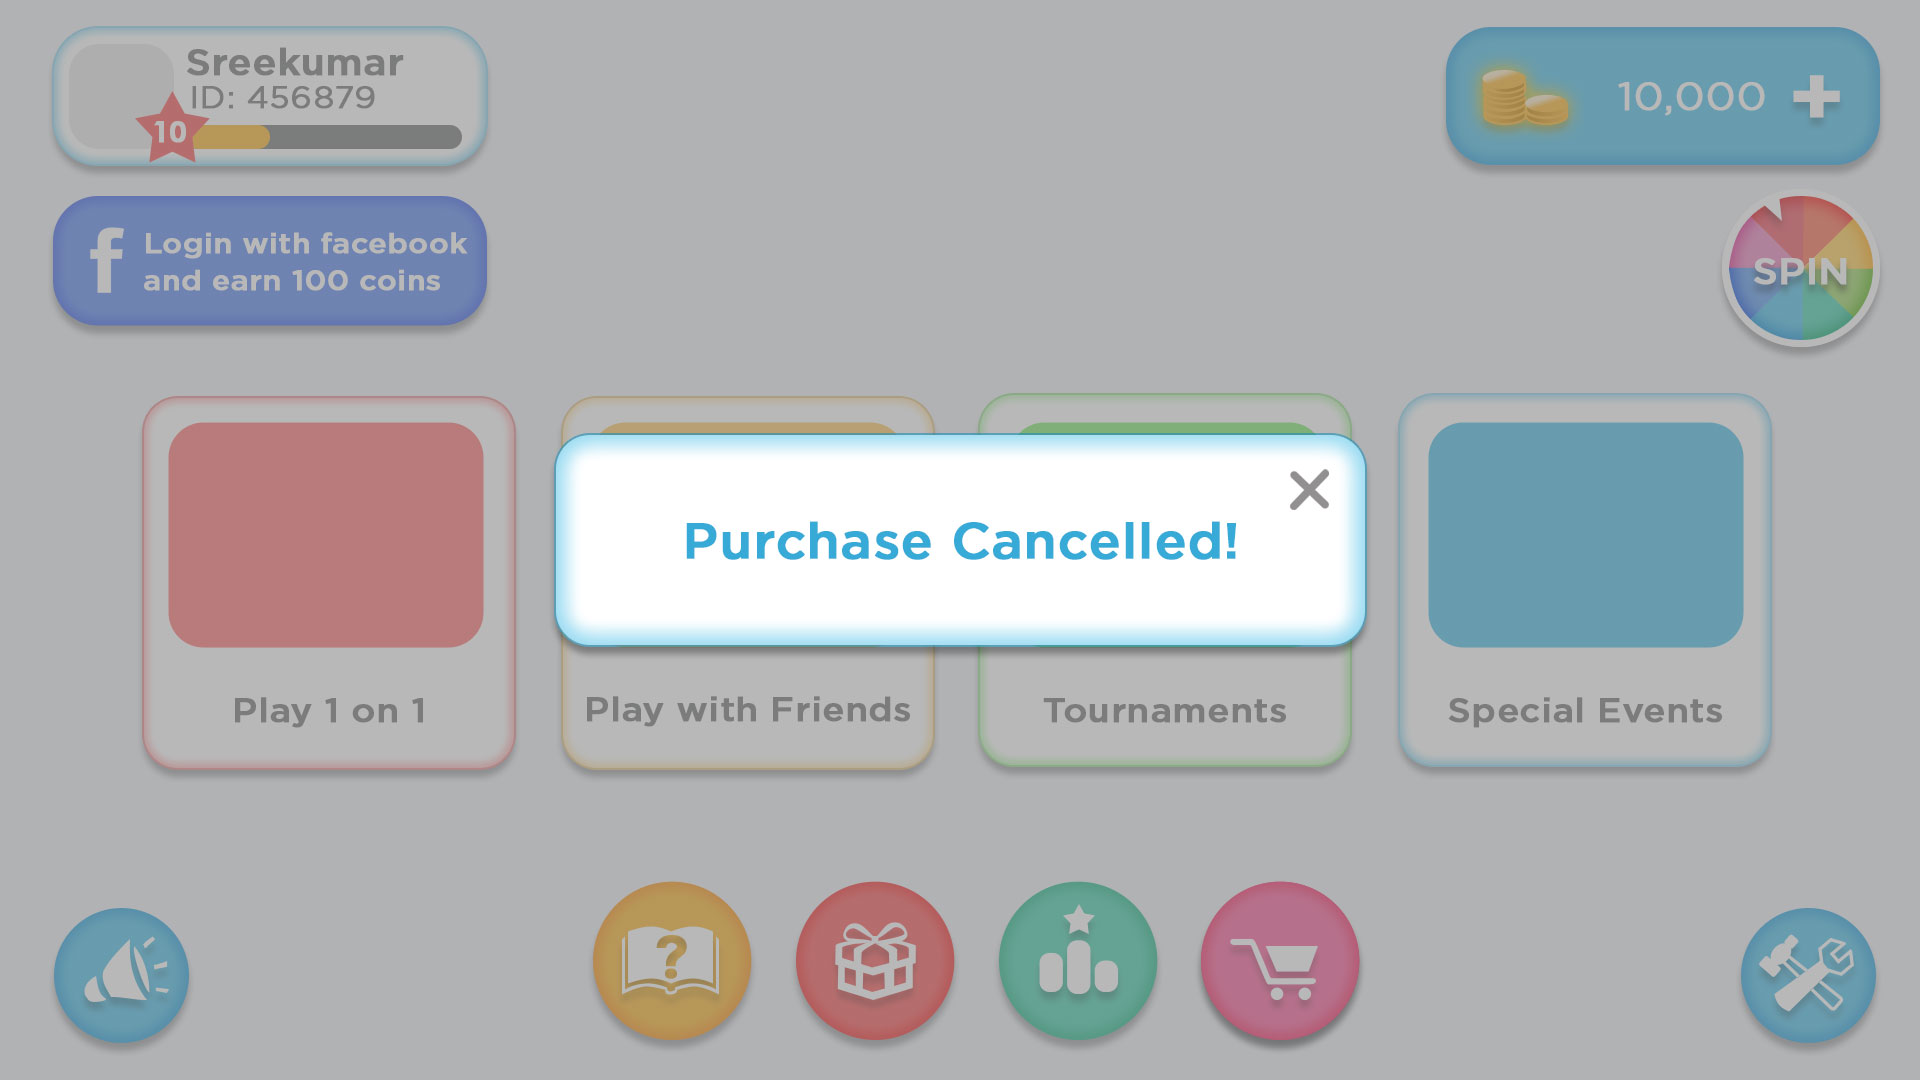 Sreekumar
ID: 456879
10
10,000
f Login with facebook
and earn 100 coins
SPIN
Purchase Cancelled!
Play 1 on 1
Play with Friends
Tournaments
Special Events
?